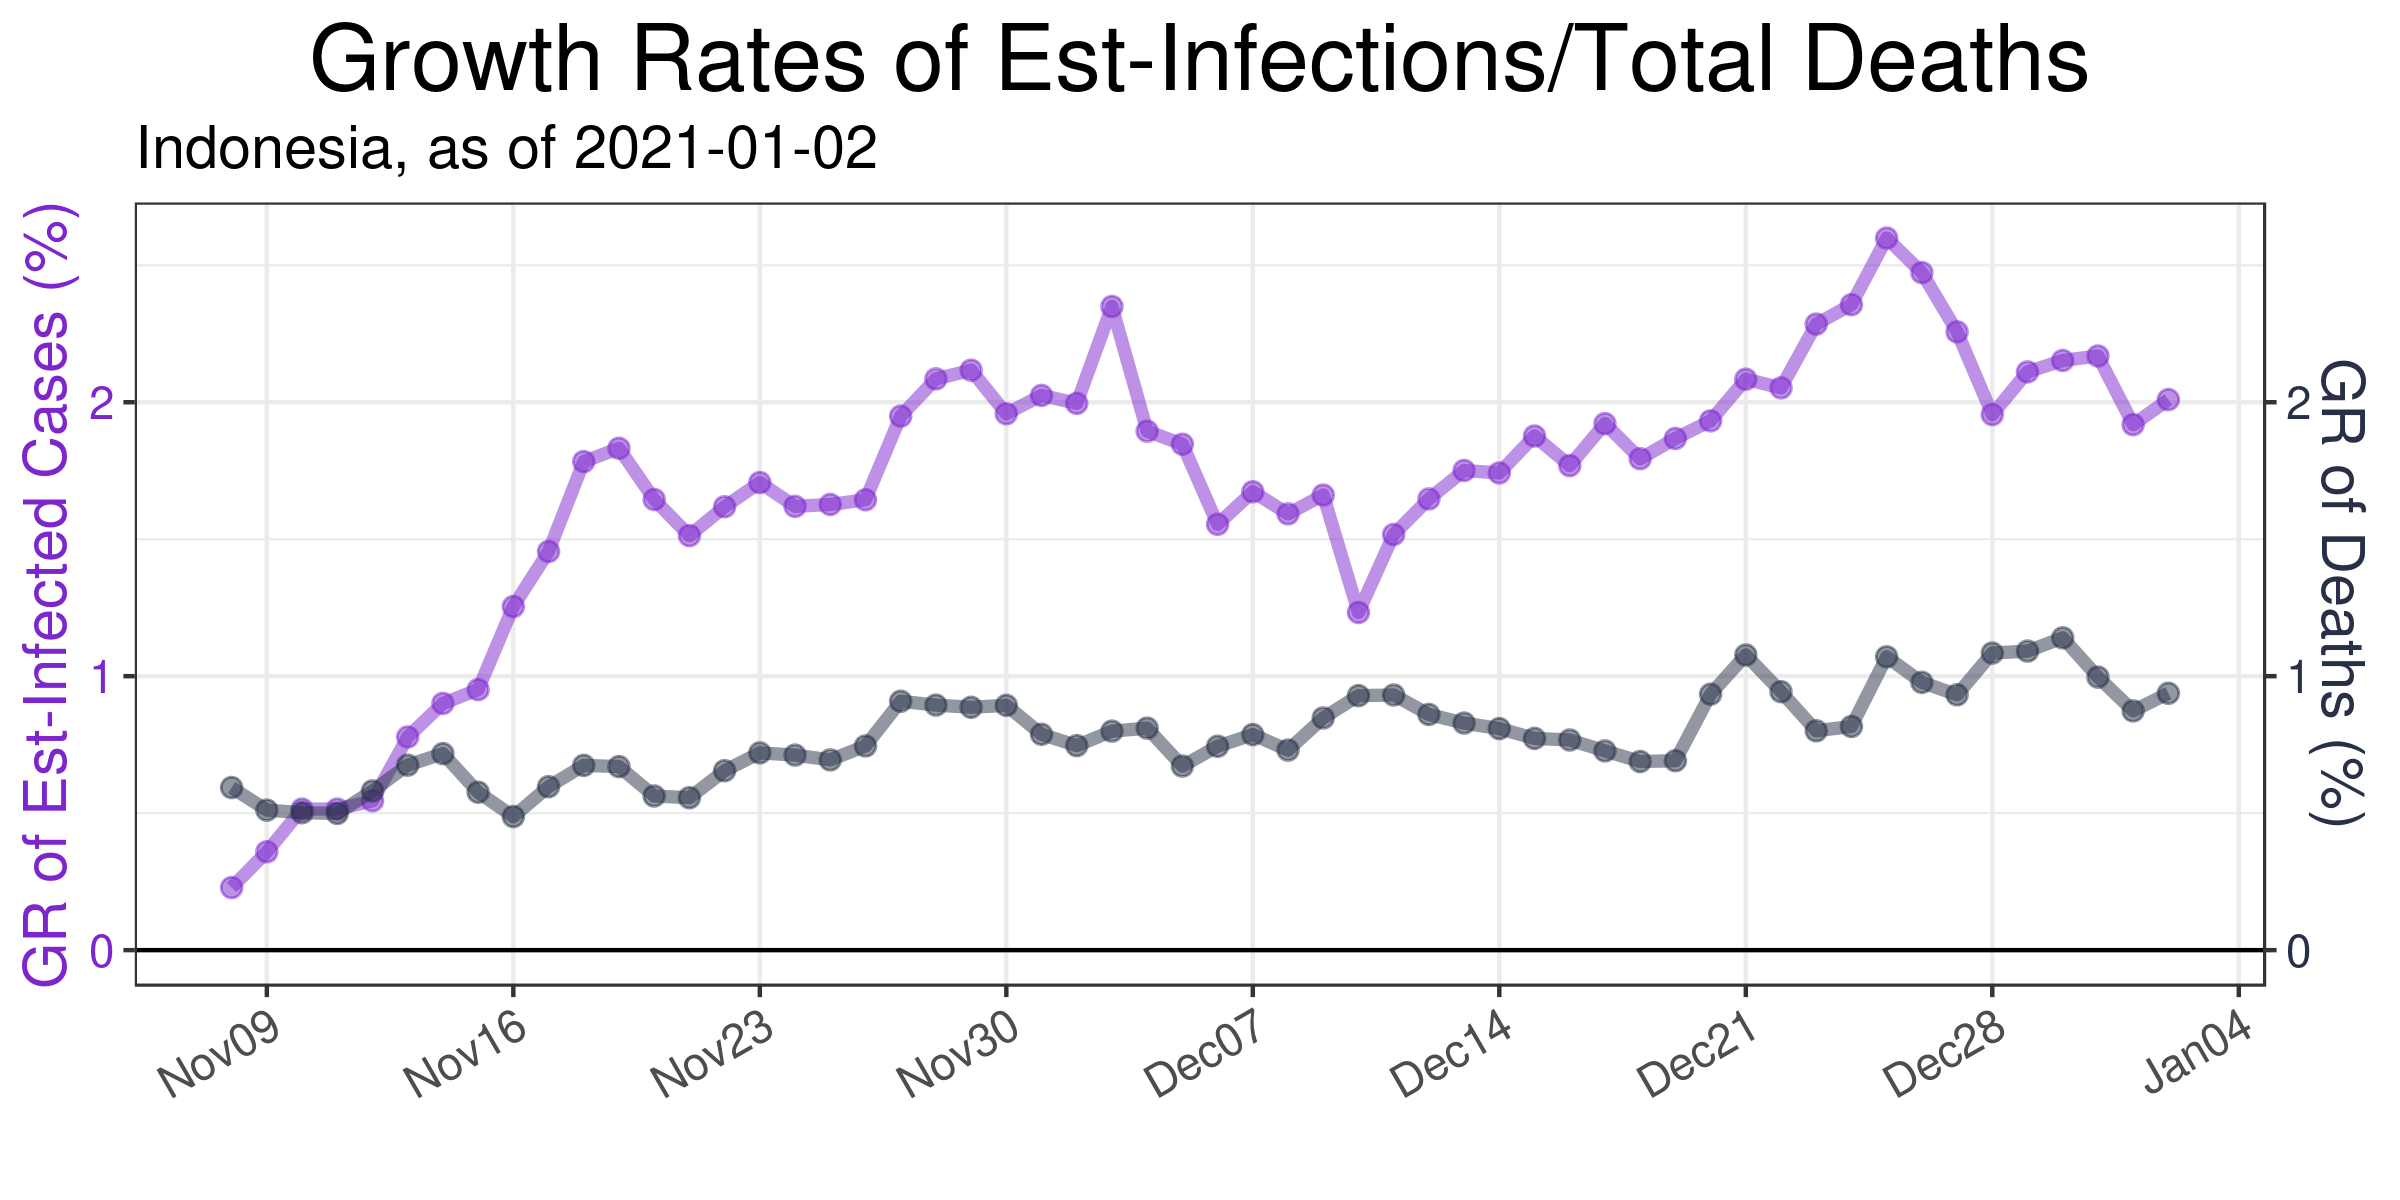 Growth Rates of Est-Infections/Total Deaths
Indonesia, as of 2021-01-02
GR of Est-Infected Cases (%)
2
1
0
2
1
0
GR of Deaths (%)
Nov09
Nov16
Nov23
Nov30
Dec07
Dec14
Dec21
Dec28
Jan04